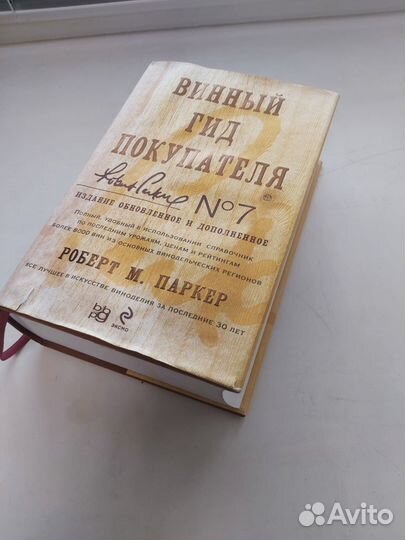 ВИННЫЙ
ГИД
ПОКУПАТЕЛЯ
®
№7
ИЗДАНИЕ ОБНОВЛЕННОЕ И ДОПОЛНЕННОЕ
ПОЛНЫЙ, УДОБНЫЙ В ИСПОЛЬЗОВАНИИ СПРАВОЧНИК
ПО ПОСЛЕДНИМ УРОЖАЯМ, ЦЕНАМ И РЕЙТИНГАМ
БОЛЕЕ 8000 ВИН ИЗ ОСНОВНЫХ ВИНОДЕЛЬЧЕСКИХ РЕГИОНОВ
РОБЕРТ М. ПАРКЕР
ВСЕ ЛУЧШЕЕ В ИСКУССТВЕ ВИНОДЕЛИЯ ЗА ПОСЛЕДНИЕ 30 ЛЕТ
ЭКСМО
Avito